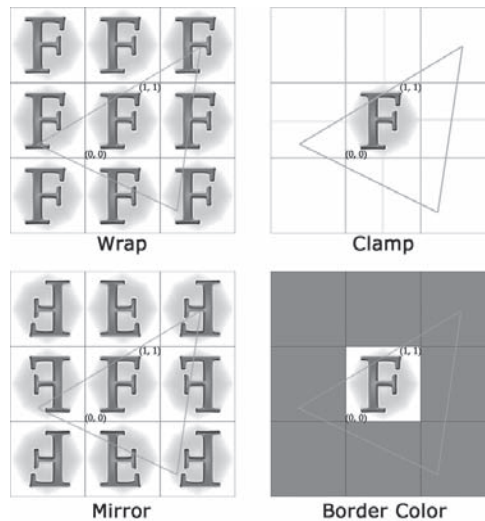 F F F
(1, 1)
F F F
(0, 0)
F F F
Wrap
(1, 1)
F
(0, 0)
Clamp
F F F
(1, 1)
F F F
(0, 0)
F F F
Mirror
(1, 1)
F
(0, 0)
Border Color